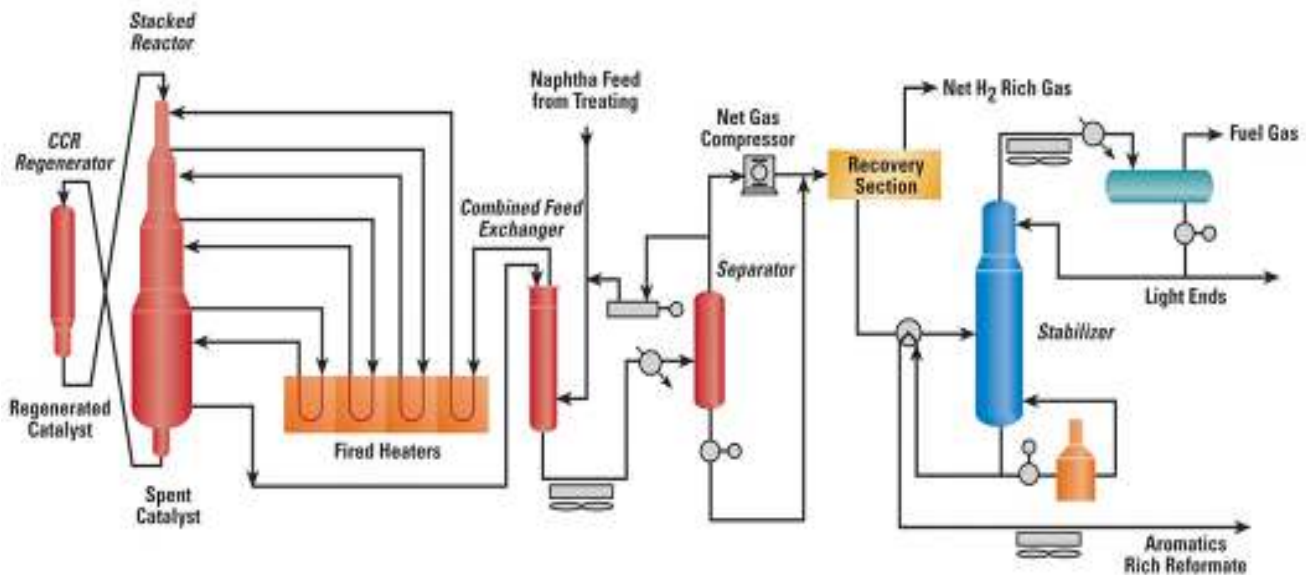 Stacked
Reactor
Naphtha Feed
from Treating
Net H2 Rich Gas
CCR
Regenerator
Net Gas
Compressor
Fuel Gas
Recovery
Section
Combined Feed
Exchanger
Separator
Light Ends
Stabilizer
Regenerated
Catalyst
Fired Heaters
Spent
Catalyst
Aromatics
Rich Reformate